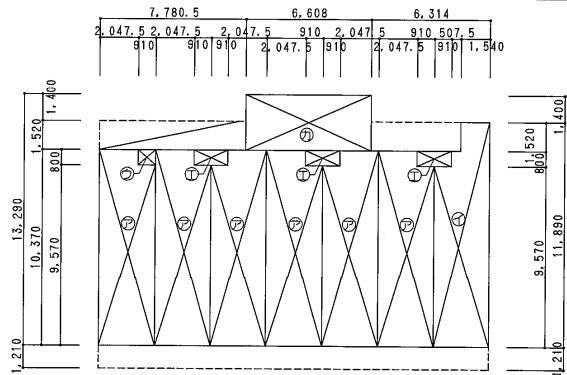 7,780.5 6,608 6,314
2,047.5 2,047.5 2,047.5 910 2,047.5 910 507.5
910 910 910 2,047.5 910 2,047.5 910 1,540
1,400 1,400
1,520 1,520
800 800
㋕
㋒ ㋓ ㋓ ㋓
㋐ ㋐ ㋐ ㋐ ㋐ ㋐ ㋑
13,290 10,370 9,570 9,570 11,890
1,210 1,210